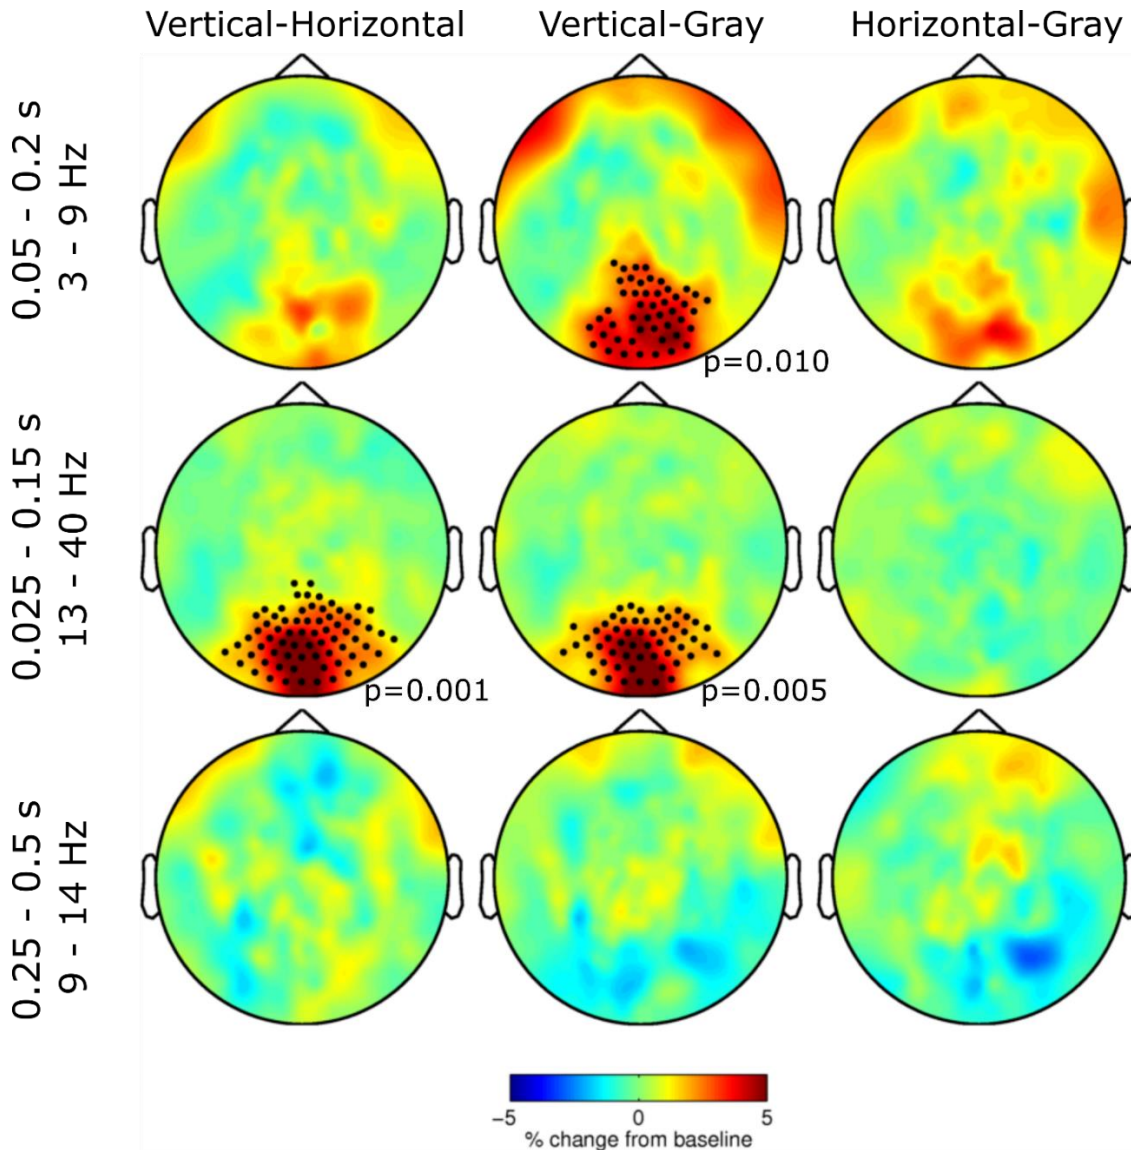 Vertical-Horizontal Vertical-Gray Horizontal-Gray
0.05 - 0.2 s
3 - 9 Hz
p=0.010
0.025 - 0.15 s
13 - 40 Hz
p=0.001 p=0.005
0.25 - 0.5 s
9 - 14 Hz
−5 0 5
% change from baseline